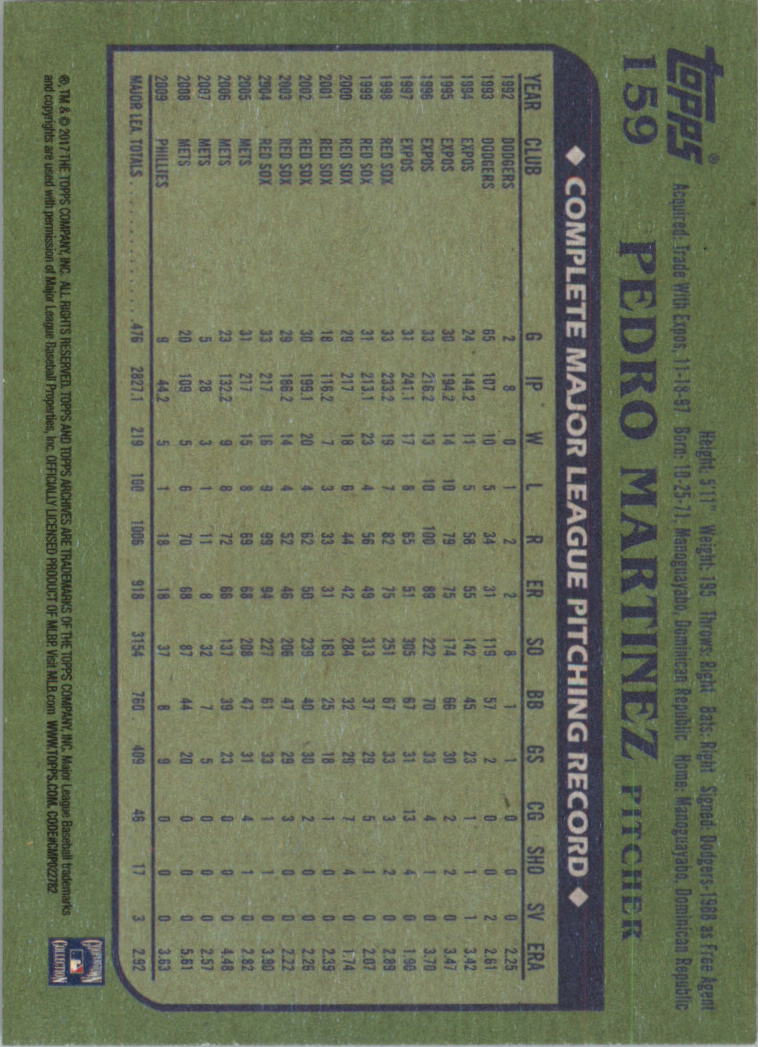 topps®
159 PEDRO MARTINEZ PITCHER
Height: 5'11" Weight: 195 Throws: Right Bats: Right Signed: Dodgers-1988 as Free Agent
Acquired: Trade With Expos, 11-18-97 Born: 10-25-71, Manoguayabo, Dominican Republic Home: Manoguayabo, Dominican Republic
◆ COMPLETE MAJOR LEAGUE PITCHING RECORD ◆
YEAR CLUB G IP W L R ER SO BB GS CG SHO SV ERA
1992 DODGERS 2 8 0 1 2 2 8 1 1 0 0 0 2.25
1993 DODGERS 65 107 10 5 34 31 119 57 2 0 0 2 2.61
1994 EXPOS 24 144.2 11 5 58 55 142 45 23 1 1 1 3.42
1995 EXPOS 30 194.2 14 10 79 75 174 66 30 2 2 0 3.47
1996 EXPOS 33 216.2 13 10 100 89 222 70 33 4 1 0 3.70
1997 EXPOS 31 241.1 17 8 65 51 305 67 31 13 4 0 1.90
1998 RED SOX 33 233.2 19 7 82 75 251 67 33 3 2 0 2.89
1999 RED SOX 31 213.1 23 4 56 49 313 37 29 5 1 0 2.07
2000 RED SOX 29 217 18 6 44 42 284 32 29 7 4 0 1.74
2001 RED SOX 18 116.2 7 3 33 31 163 25 18 1 0 0 2.39
2002 RED SOX 30 199.1 20 4 62 50 239 40 30 2 0 0 2.26
2003 RED SOX 29 186.2 14 4 52 46 206 47 29 3 0 0 2.22
2004 RED SOX 33 217 16 9 99 94 227 61 33 1 1 0 3.90
2005 METS 31 217 15 8 69 68 208 47 31 4 1 0 2.82
2006 METS 23 132.2 9 8 72 66 137 39 23 0 0 0 4.48
2007 METS 5 28 3 1 11 8 32 7 5 0 0 0 2.57
2008 METS 20 109 5 6 70 68 87 44 20 0 0 0 5.61
2009 PHILLIES 9 44.2 5 1 18 18 37 8 9 0 0 0 3.63
MAJOR LEA. TOTALS . . . . . . . . . . . . 476 2827.1 219 100 1006 918 3154 760 409 46 17 3 2.92
®, TM & © 2017 THE TOPPS COMPANY, INC. ALL RIGHTS RESERVED. TOPPS AND TOPPS ARCHIVES ARE TRADEMARKS OF THE TOPPS COMPANY, INC. Major League Baseball trademarks
and copyrights are used with permission of Major League Baseball Properties, Inc. OFFICIALLY LICENSED PRODUCT OF MLBP. Visit MLB.com WWW.TOPPS.COM. CODE#CMP022782
COOPERSTOWN
COLLECTION